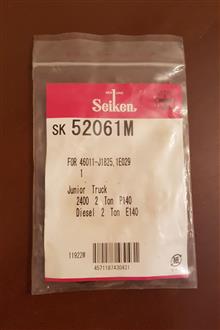 Seiken
SK 52061M
FOR 46011-J1825,1E029
1
Junior Truck
2400 2 Ton P140
Diesel 2 Ton E140
11922M
4571187430421